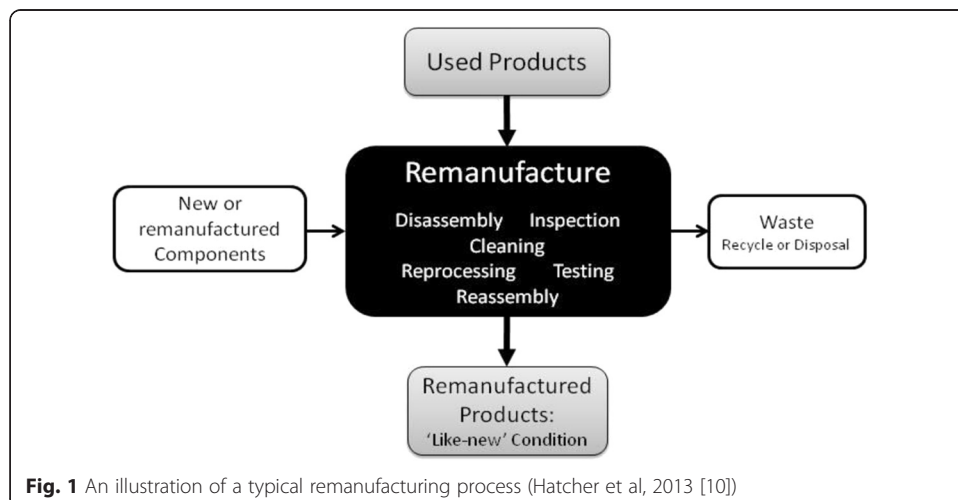 Used Products
Remanufacture
Disassembly Inspection
Cleaning
Reprocessing Testing
Reassembly
New or
remanufactured
Components
Waste
Recycle or Disposal
Remanufactured
Products:
‘Like-new’ Condition
Fig. 1 An illustration of a typical remanufacturing process (Hatcher et al, 2013 [10])